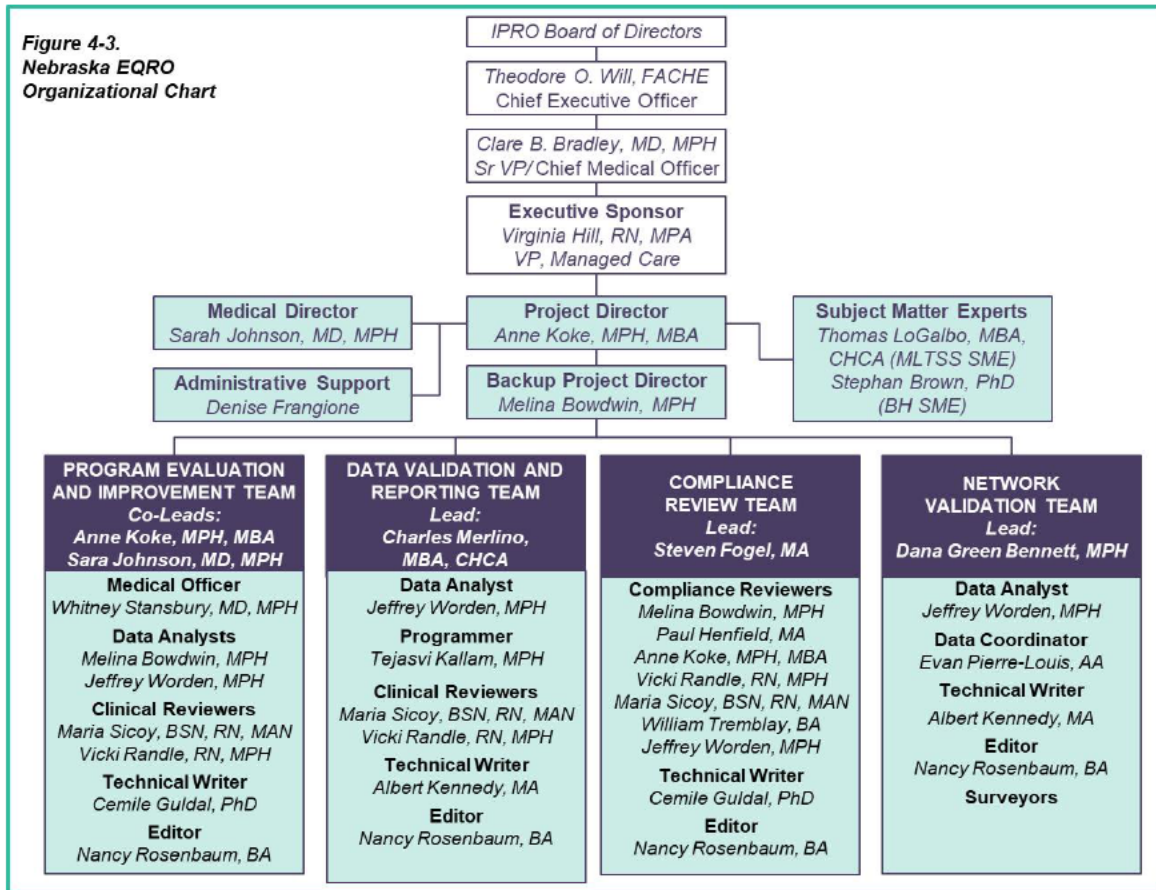 Figure 4-3.
Nebraska EQRO
Organizational Chart
IPRO Board of Directors
Theodore O. Will, FACHE
Chief Executive Officer
Clare B. Bradley, MD, MPH
Sr VP/ Chief Medical Officer
Executive Sponsor
Virginia Hill, RN, MPA
VP, Managed Care
Medical Director
Sarah Johnson, MD, MPH
Project Director
Anne Koke, MPH, MBA
Subject Matter Experts
Thomas LoGalbo, MBA,
CHCA (MLTSS SME)
Stephan Brown, PhD
(BH SME)
Administrative Support
Denise Frangione
Backup Project Director
Melina Bowdwin, MPH
PROGRAM EVALUATION
AND IMPROVEMENT TEAM
Co-Leads:
Anne Koke, MPH, MBA
Sara Johnson, MD, MPH
Medical Officer
Whitney Stansbury, MD, MPH
Data Analysts
Melina Bowdwin, MPH
Jeffrey Worden, MPH
Clinical Reviewers
Maria Sicoy, BSN, RN, MAN
Vicki Randle, RN, MPH
Technical Writer
Cemile Guldal, PhD
Editor
Nancy Rosenbaum, BA
DATA VALIDATION AND
REPORTING TEAM
Lead:
Charles Merlino,
MBA, CHCA
Data Analyst
Jeffrey Worden, MPH
Programmer
Tejasvi Kallam, MPH
Clinical Reviewers
Maria Sicoy, BSN, RN, MAN
Vicki Randle, RN, MPH
Technical Writer
Albert Kennedy, MA
Editor
Nancy Rosenbaum, BA
COMPLIANCE
REVIEW TEAM
Lead:
Steven Fogel, MA
Compliance Reviewers
Melina Bowdwin, MPH
Paul Henfield, MA
Anne Koke, MPH, MBA
Vicki Randle, RN, MPH
Maria Sicoy, BSN, RN, MAN
William Tremblay, BA
Jeffrey Worden, MPH
Technical Writer
Cemile Guldal, PhD
Editor
Nancy Rosenbaum, BA
NETWORK
VALIDATION TEAM
Lead:
Dana Green Bennett, MPH
Data Analyst
Jeffrey Worden, MPH
Data Coordinator
Evan Pierre-Louis, AA
Technical Writer
Albert Kennedy, MA
Editor
Nancy Rosenbaum, BA
Surveyors